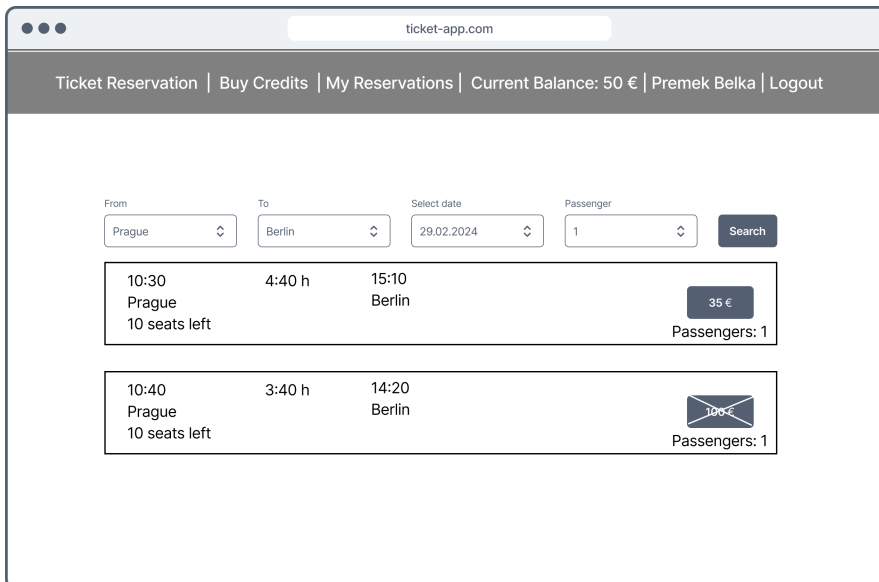 ticket-app.com
Ticket Reservation | Buy Credits | My Reservations | Current Balance: 50 € | Premek Belka | Logout
From To Select date Passenger
Prague Berlin 29.02.2024 1 Search
10:30 4:40 h 15:10
Prague Berlin 35 €
10 seats left Passengers: 1
10:40 3:40 h 14:20
Prague Berlin 100 €
10 seats left Passengers: 1